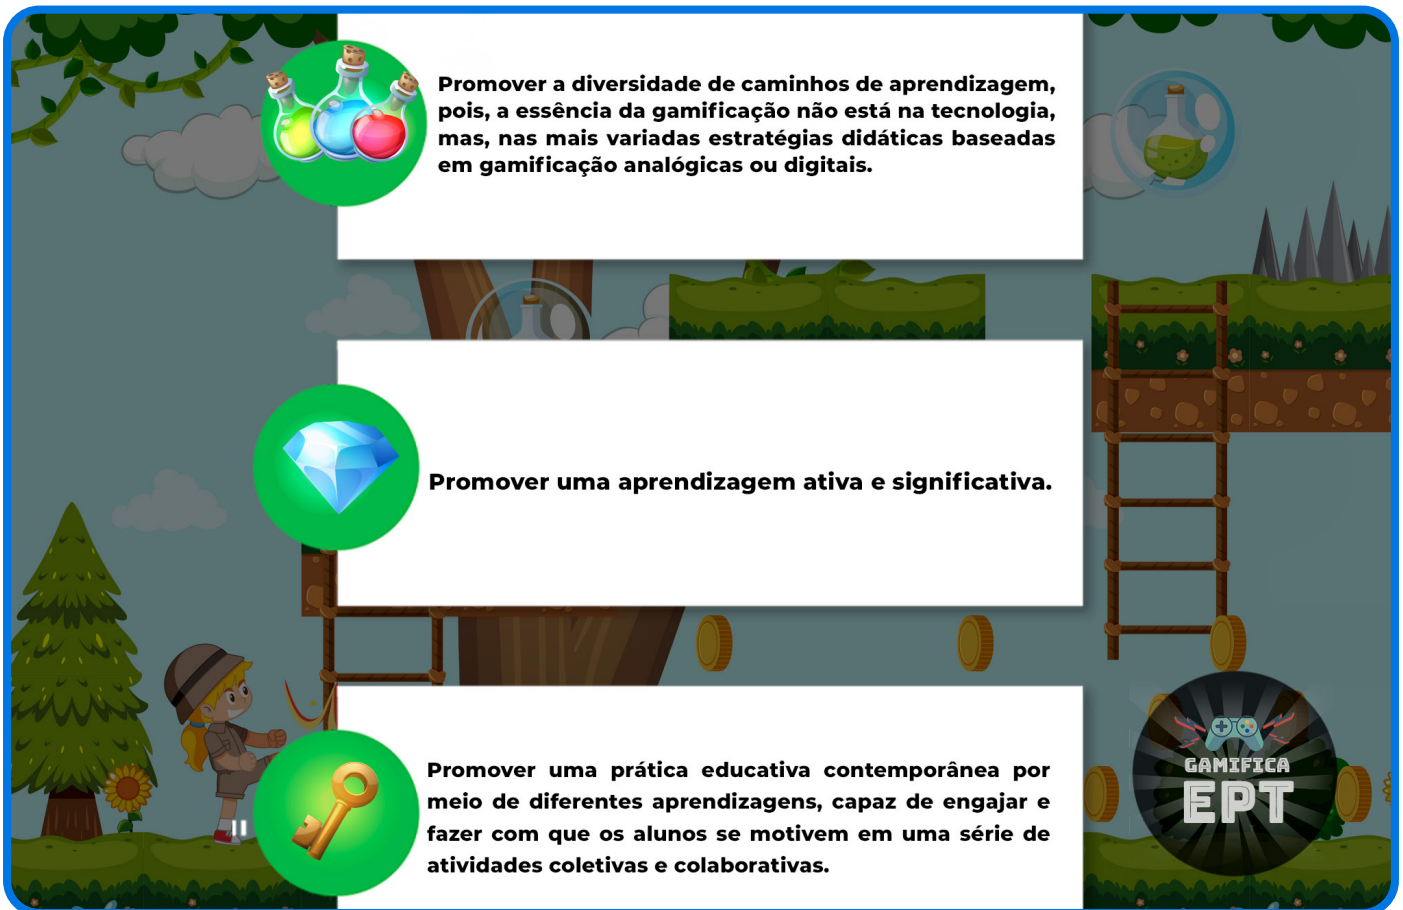 Promover a diversidade de caminhos de aprendizagem,
pois, a essência da gamificação não está na tecnologia,
mas, nas mais variadas estratégias didáticas baseadas
em gamificação analógicas ou digitais.
Promover uma aprendizagem ativa e significativa.
Promover uma prática educativa contemporânea por
meio de diferentes aprendizagens, capaz de engajar e
fazer com que os alunos se motivem em uma série de
atividades coletivas e colaborativas.
GAMIFICA
EPT